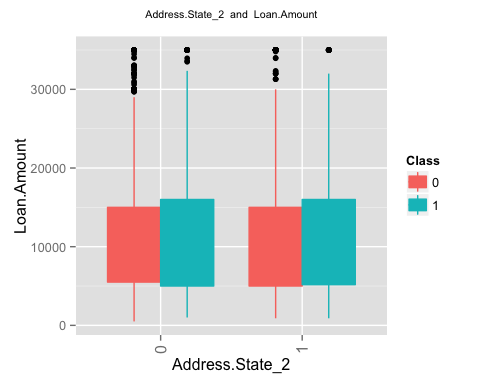 Address.State_2 and Loan.Amount
Loan.Amount
30000
20000
10000
0
0
1
Address.State_2
Class
0
1